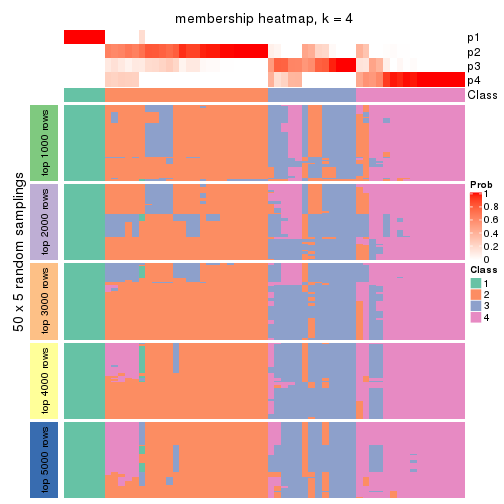 membership heatmap, k = 4
p1
p2
p3
p4
Class
50 x 5 random samplings
top 1000 rows
top 2000 rows
top 3000 rows
top 4000 rows
top 5000 rows
Prob
1
0.8
0.6
0.4
0.2
0
Class
1
2
3
4